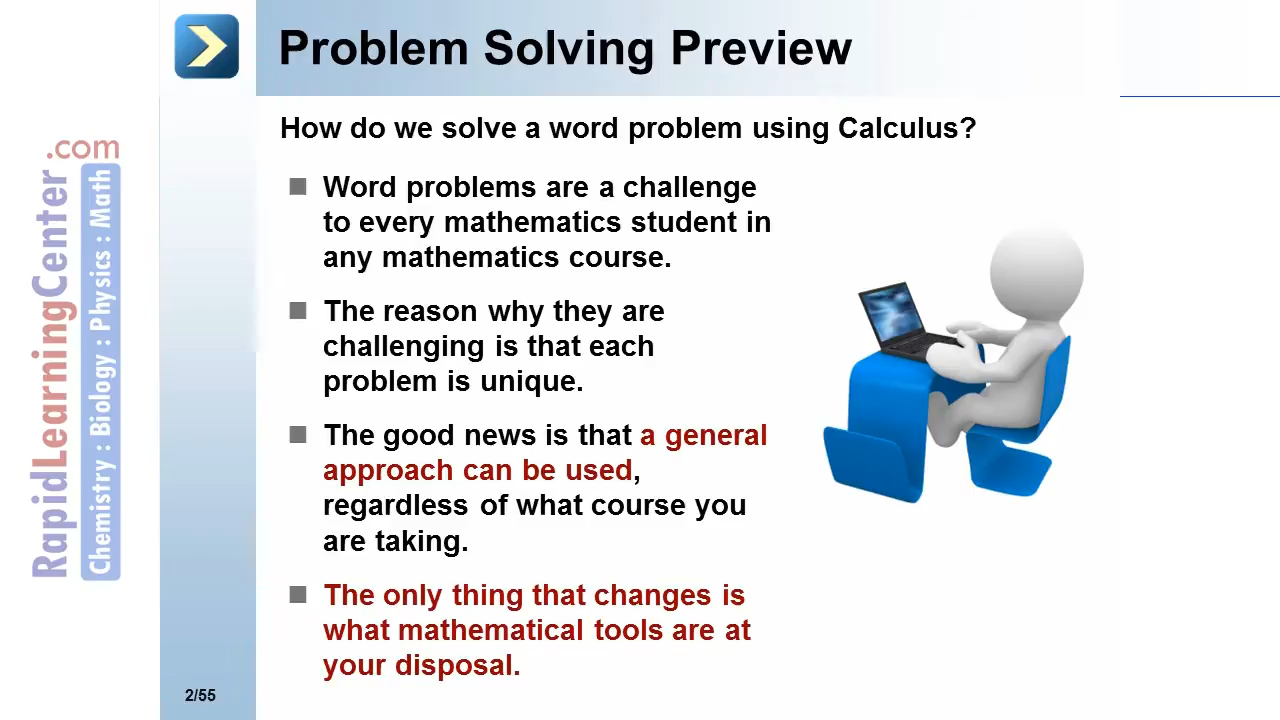 Problem Solving Preview
How do we solve a word problem using Calculus?
Word problems are a challenge
to every mathematics student in
any mathematics course.
The reason why they are
challenging is that each
problem is unique.
The good news is that a general
approach can be used,
regardless of what course you
are taking.
The only thing that changes is
what mathematical tools are at
your disposal.
2/55
RapidLearningCenter.com
Chemistry : Biology : Physics : Math